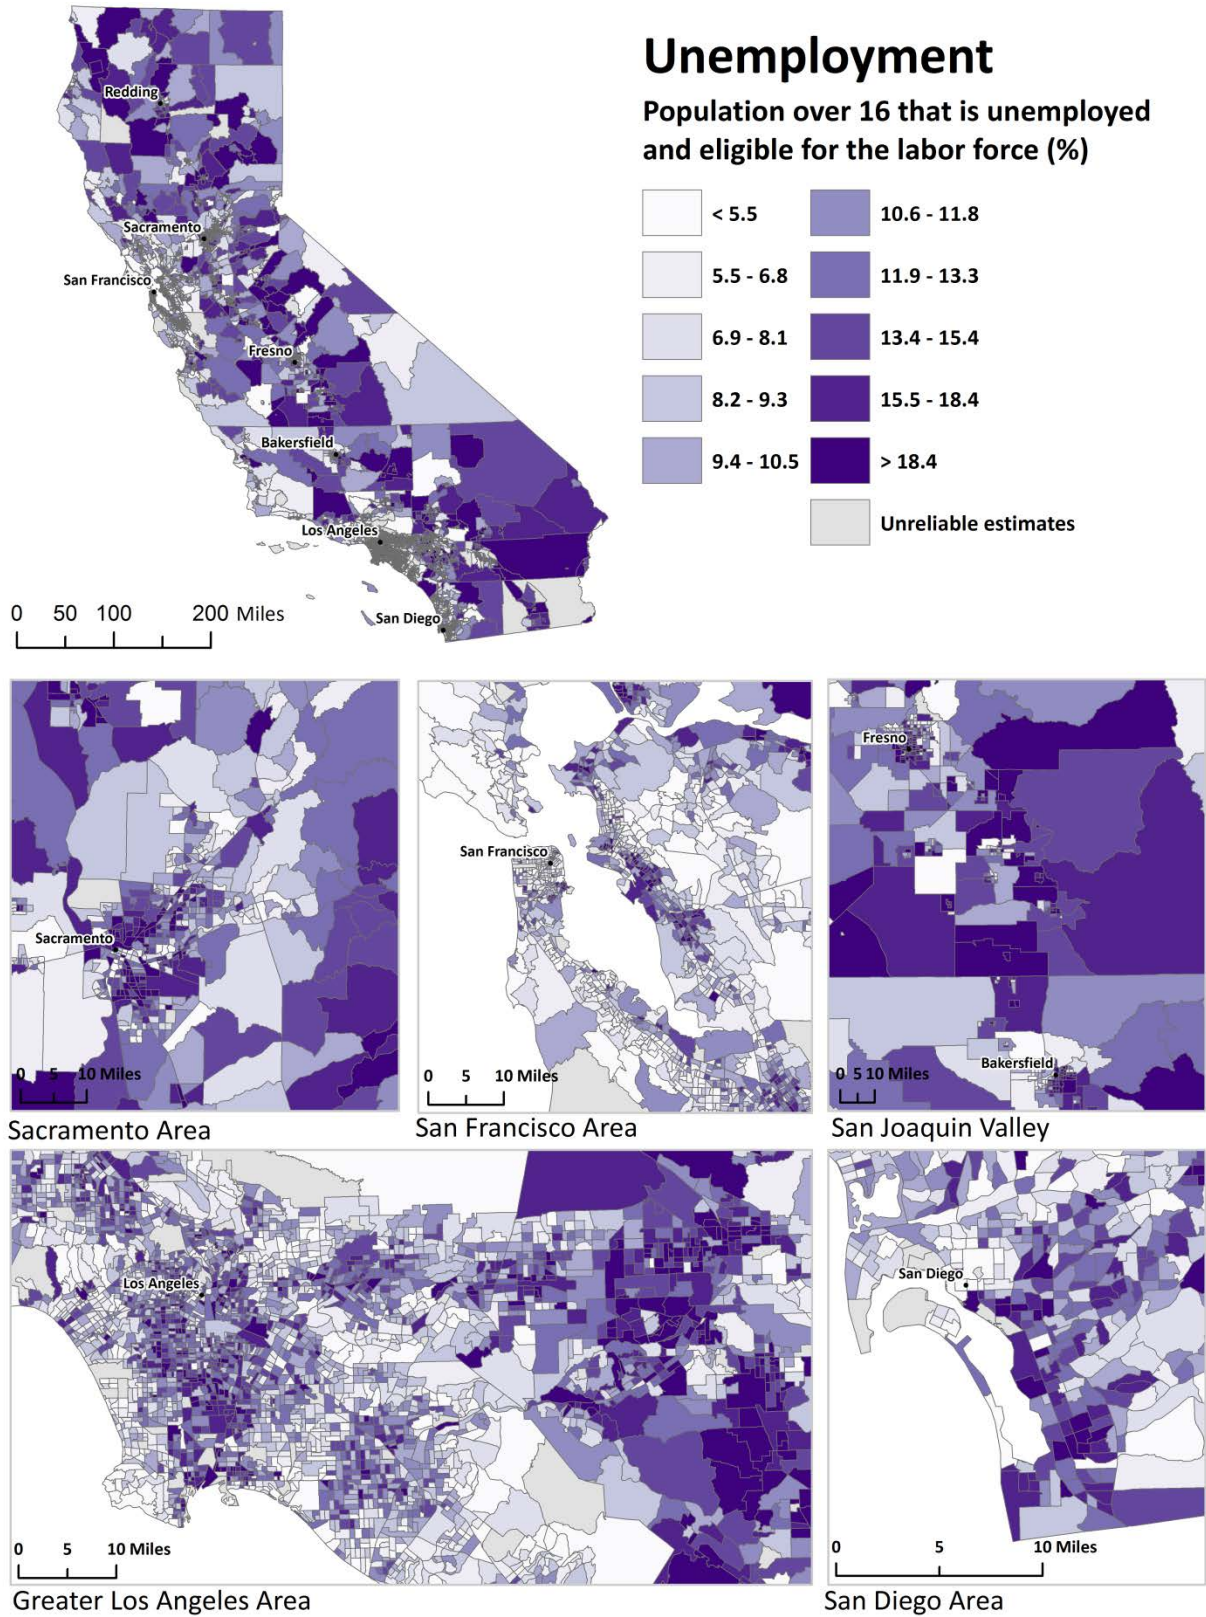 Unemployment
Population over 16 that is unemployed
and eligible for the labor force (%)
< 5.5
10.6 - 11.8
5.5 - 6.8
11.9 - 13.3
6.9 - 8.1
13.4 - 15.4
8.2 - 9.3
15.5 - 18.4
9.4 - 10.5
> 18.4
Unreliable estimates
Redding
Sacramento
San Francisco
Fresno
Bakersfield
Los Angeles
San Diego
0 50 100 200 Miles
Sacramento
0 5 10 Miles
Sacramento Area
San Francisco
0 5 10 Miles
San Francisco Area
Fresno
Bakersfield
0 5 10 Miles
San Joaquin Valley
Los Angeles
0 5 10 Miles
Greater Los Angeles Area
San Diego
0 5 10 Miles
San Diego Area